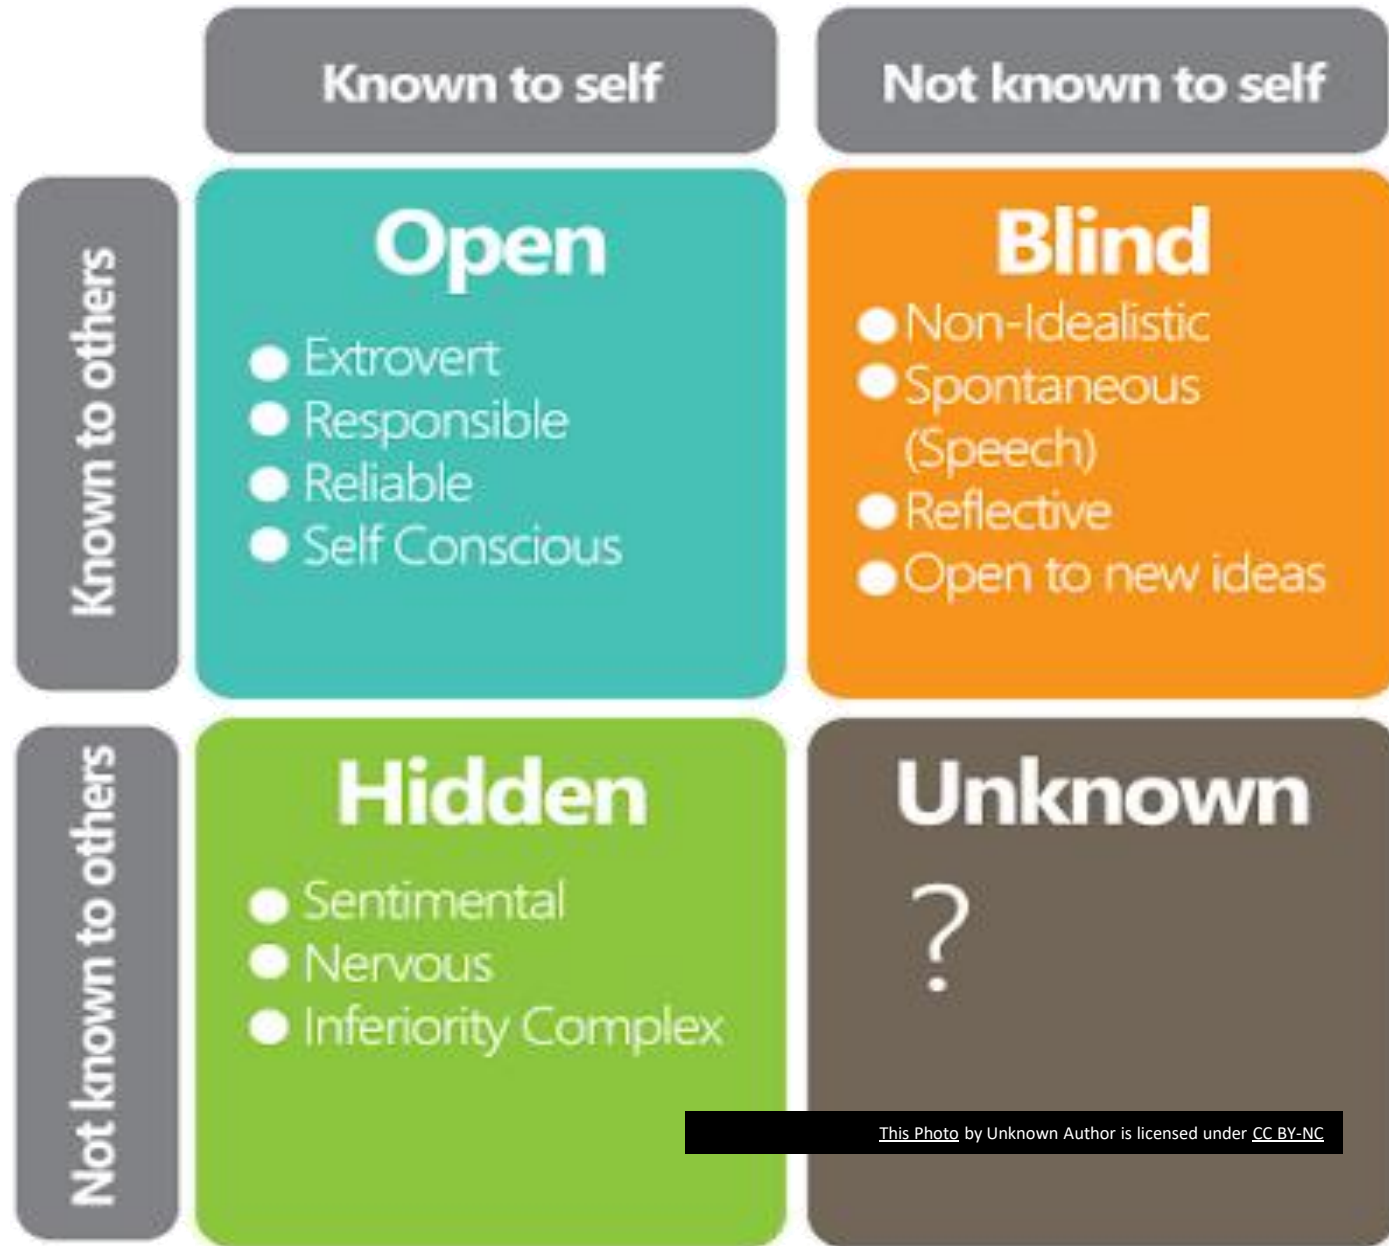 Known to self
Not known to self
Known to others
Open
Extrovert
Responsible
Reliable
Self Conscious
Blind
Non-Idealistic
Spontaneous
(Speech)
Reflective
Open to new ideas
Not known to others
Hidden
Sentimental
Nervous
Inferiority Complex
Unknown
?
This Photo by Unknown Author is licensed under CC BY-NC